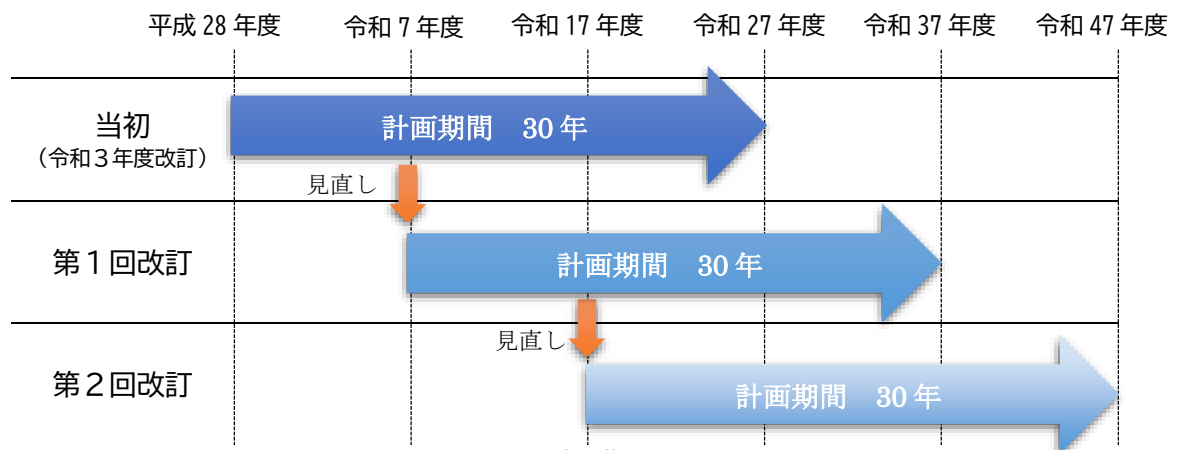 平成 28 年度 令和 7 年度 令和 17 年度 令和 27 年度 令和 37 年度 令和 47 年度
当初
（令和３年度改訂）
計画期間 30 年
見直し
第１回改訂
計画期間 30 年
見直し
第２回改訂
計画期間 30 年